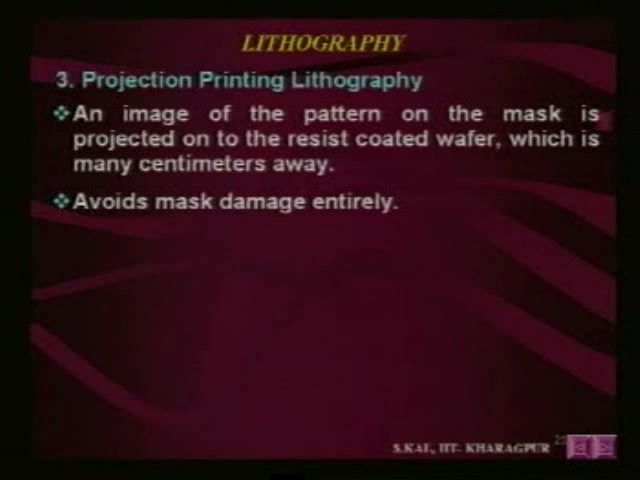 LITHOGRAPHY
3. Projection Printing Lithography
An image of the pattern on the mask is
projected on to the resist coated wafer, which is
many centimeters away.
Avoids mask damage entirely.
S.KAL, IIT- KHARAGPUR